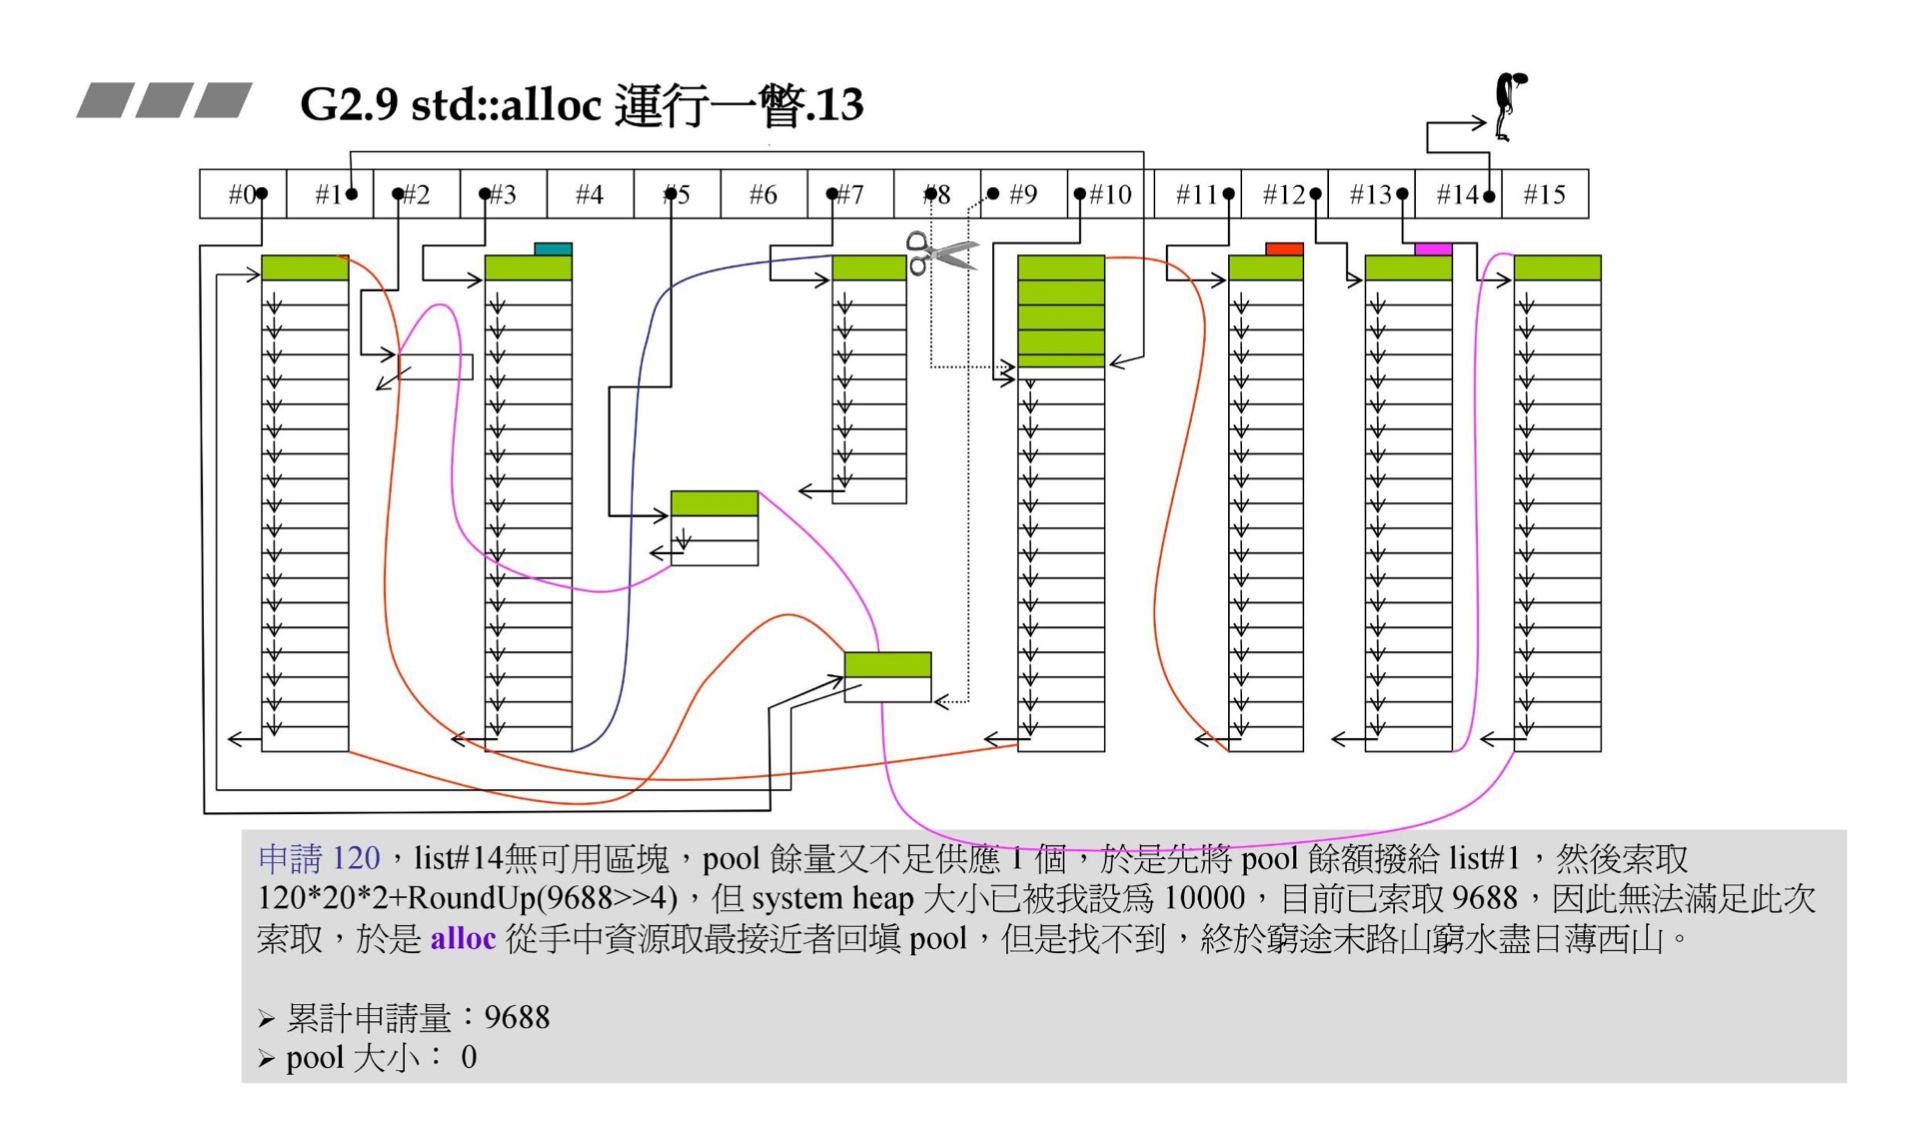 G2.9 std::alloc 運行一瞥.13
#0 #1 #2 #3 #4 #5 #6 #7 #8 #9 #10 #11 #12 #13 #14 #15
申請 120，list#14無可用區塊，pool 餘量又不足供應 1 個，於是先將 pool 餘額撥給 list#1，然後索取
120*20*2+RoundUp(9688>>4)，但 system heap 大小已被我設爲 10000，目前已索取 9688，因此無法滿足此次
索取，於是 alloc 從手中資源取最接近者回填 pool，但是找不到，終於窮途末路山窮水盡日薄西山。
➢ 累計申請量：9688
➢ pool 大小： 0